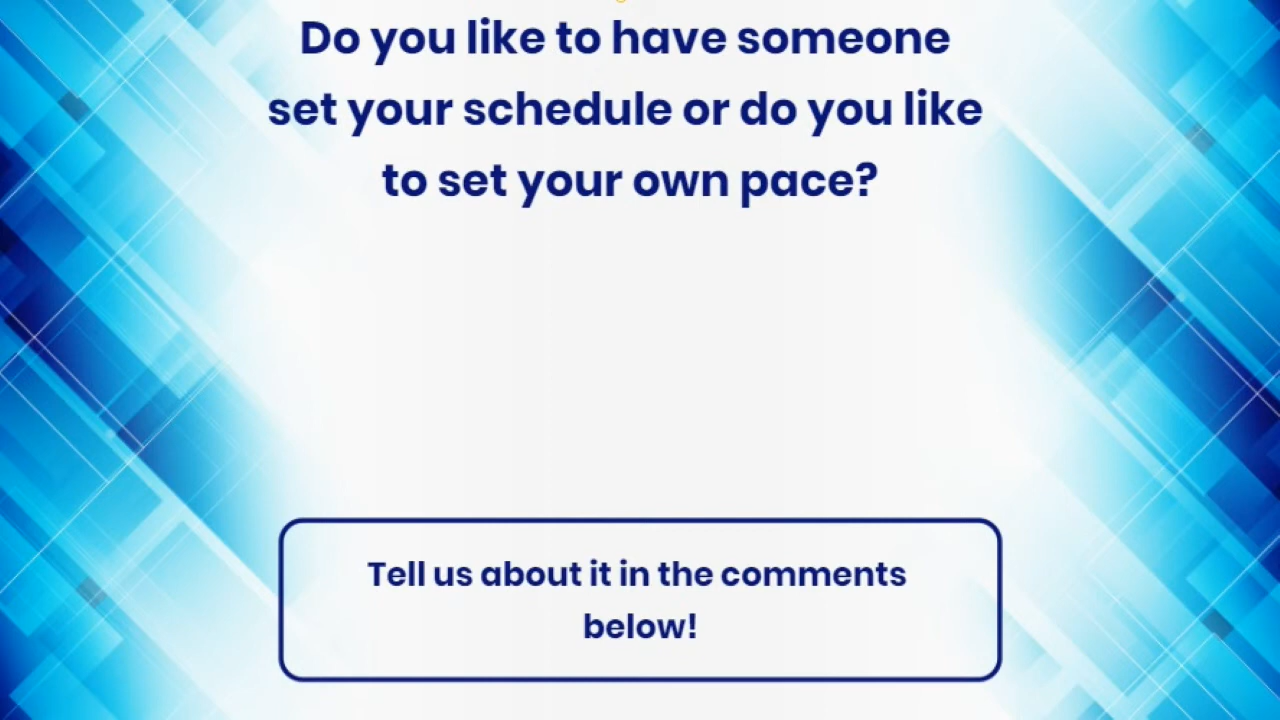 Do you like to have someone
set your schedule or do you like
to set your own pace?
Tell us about it in the comments
below!